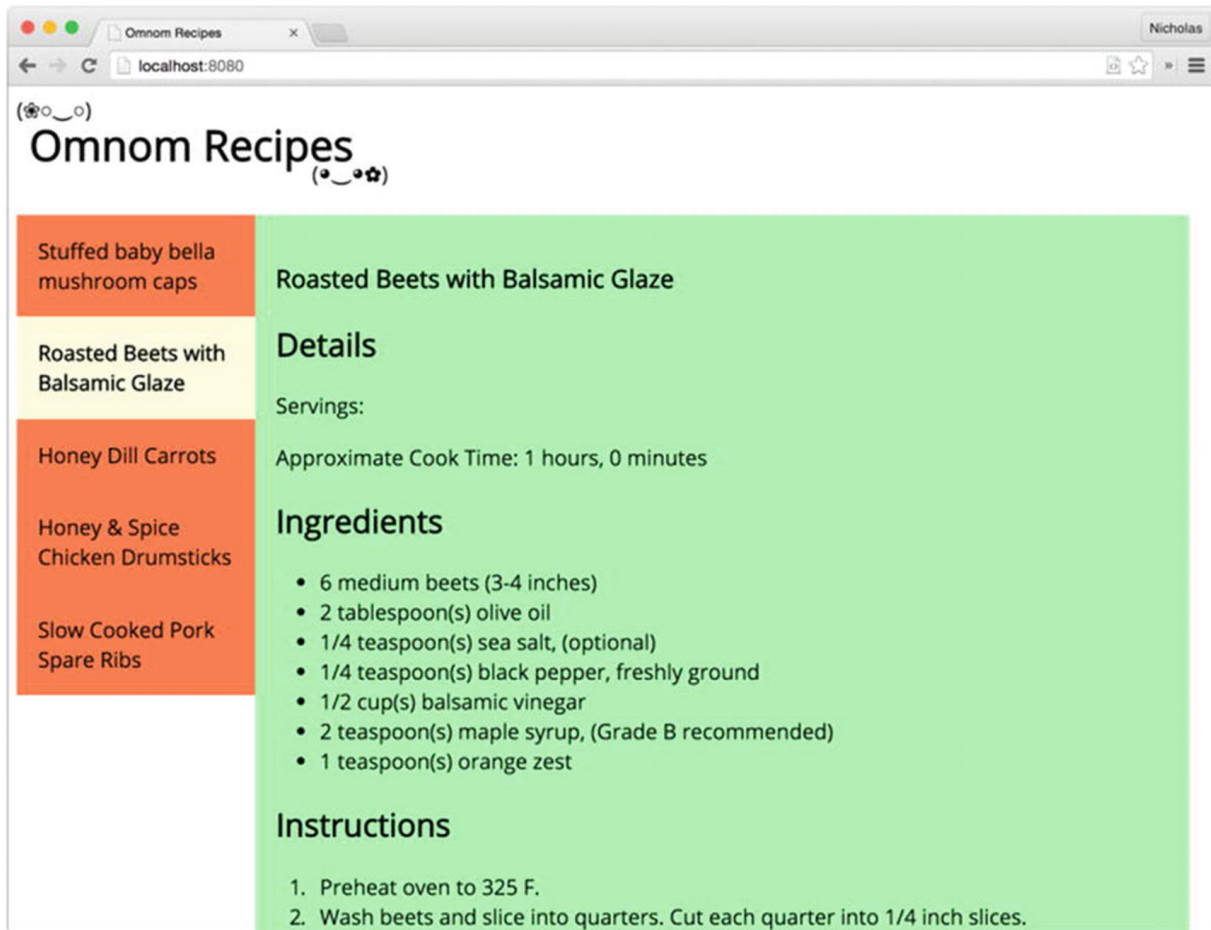 Omnom Recipes
Nicholas
localhost:8080
(❀○‿○)
Omnom Recipes
(◕‿◕✿)
Stuffed baby bella
mushroom caps
Roasted Beets with
Balsamic Glaze
Honey Dill Carrots
Honey & Spice
Chicken Drumsticks
Slow Cooked Pork
Spare Ribs
Roasted Beets with Balsamic Glaze
Details
Servings:
Approximate Cook Time: 1 hours, 0 minutes
Ingredients
• 6 medium beets (3-4 inches)
• 2 tablespoon(s) olive oil
• 1/4 teaspoon(s) sea salt, (optional)
• 1/4 teaspoon(s) black pepper, freshly ground
• 1/2 cup(s) balsamic vinegar
• 2 teaspoon(s) maple syrup, (Grade B recommended)
• 1 teaspoon(s) orange zest
Instructions
1. Preheat oven to 325 F.
2. Wash beets and slice into quarters. Cut each quarter into 1/4 inch slices.